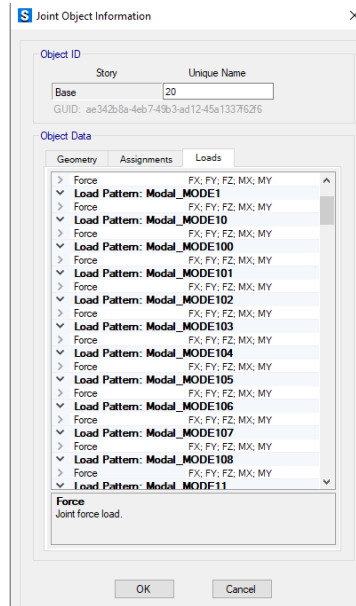 S Joint Object Information
Object ID
Story Unique Name
Base 20
GUID: ae342b8a-4eb7-45b3-ad12-45a1337f62f6
Object Data
Geometry Assignments Loads
Force FX; FY; FZ; MX; MY
Load Pattern: Modal_MODE1
Force FX; FY; FZ; MX; MY
Load Pattern: Modal_MODE10
Force FX; FY; FZ; MX; MY
Load Pattern: Modal_MODE100
Force FX; FY; FZ; MX; MY
Load Pattern: Modal_MODE101
Force FX; FY; FZ; MX; MY
Load Pattern: Modal_MODE102
Force FX; FY; FZ; MX; MY
Load Pattern: Modal_MODE103
Force FX; FY; FZ; MX; MY
Load Pattern: Modal_MODE104
Force FX; FY; FZ; MX; MY
Load Pattern: Modal_MODE105
Force FX; FY; FZ; MX; MY
Load Pattern: Modal_MODE106
Force FX; FY; FZ; MX; MY
Load Pattern: Modal_MODE107
Force FX; FY; FZ; MX; MY
Load Pattern: Modal_MODE108
Force FX; FY; FZ; MX; MY
Load Pattern: Modal_MODE11
Force
Joint force load.
OK Cancel